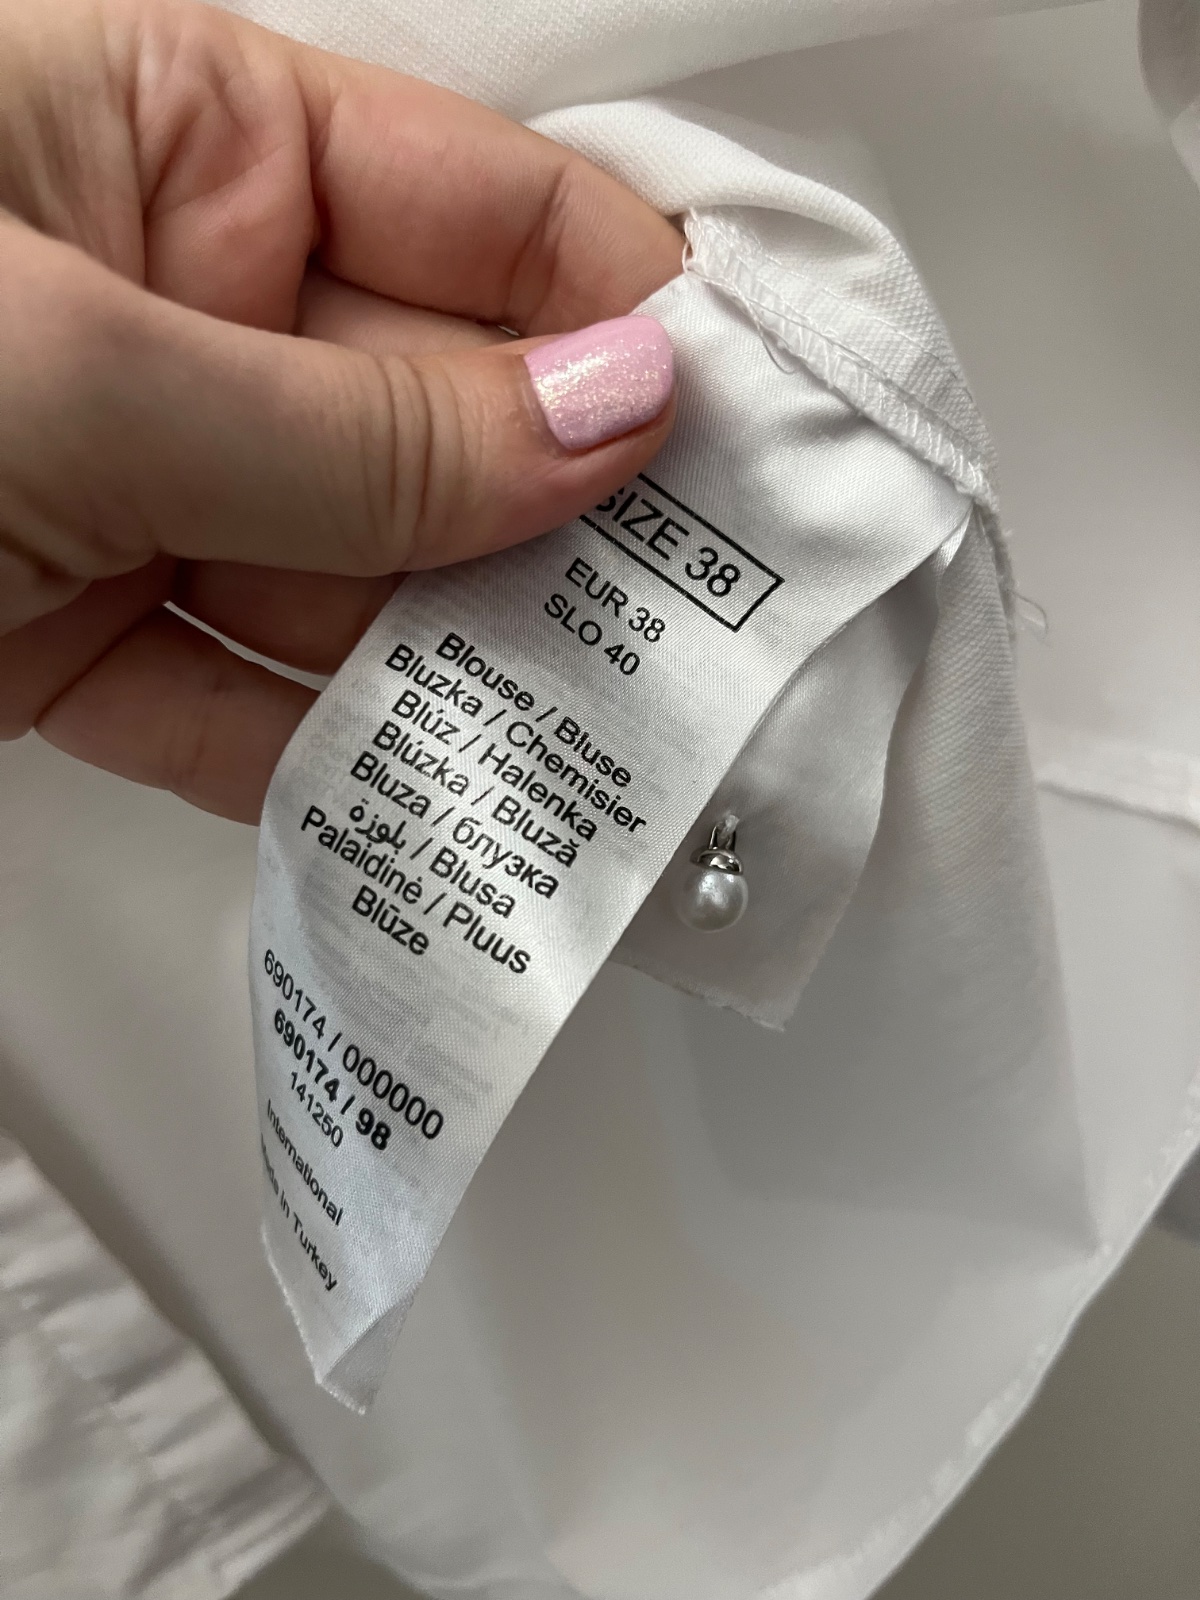 SIZE 38
EUR 38
SLO 40
Blouse / Bluse
Bluzka / Chemisier
Blúz / Halenka
Blúzka / Bluză
Bluza / блузка
بلوزة / Blusa
Palaidinė / Pluus
Blūze
690174 / 000000
690174 / 98
141250
International
Made in Turkey